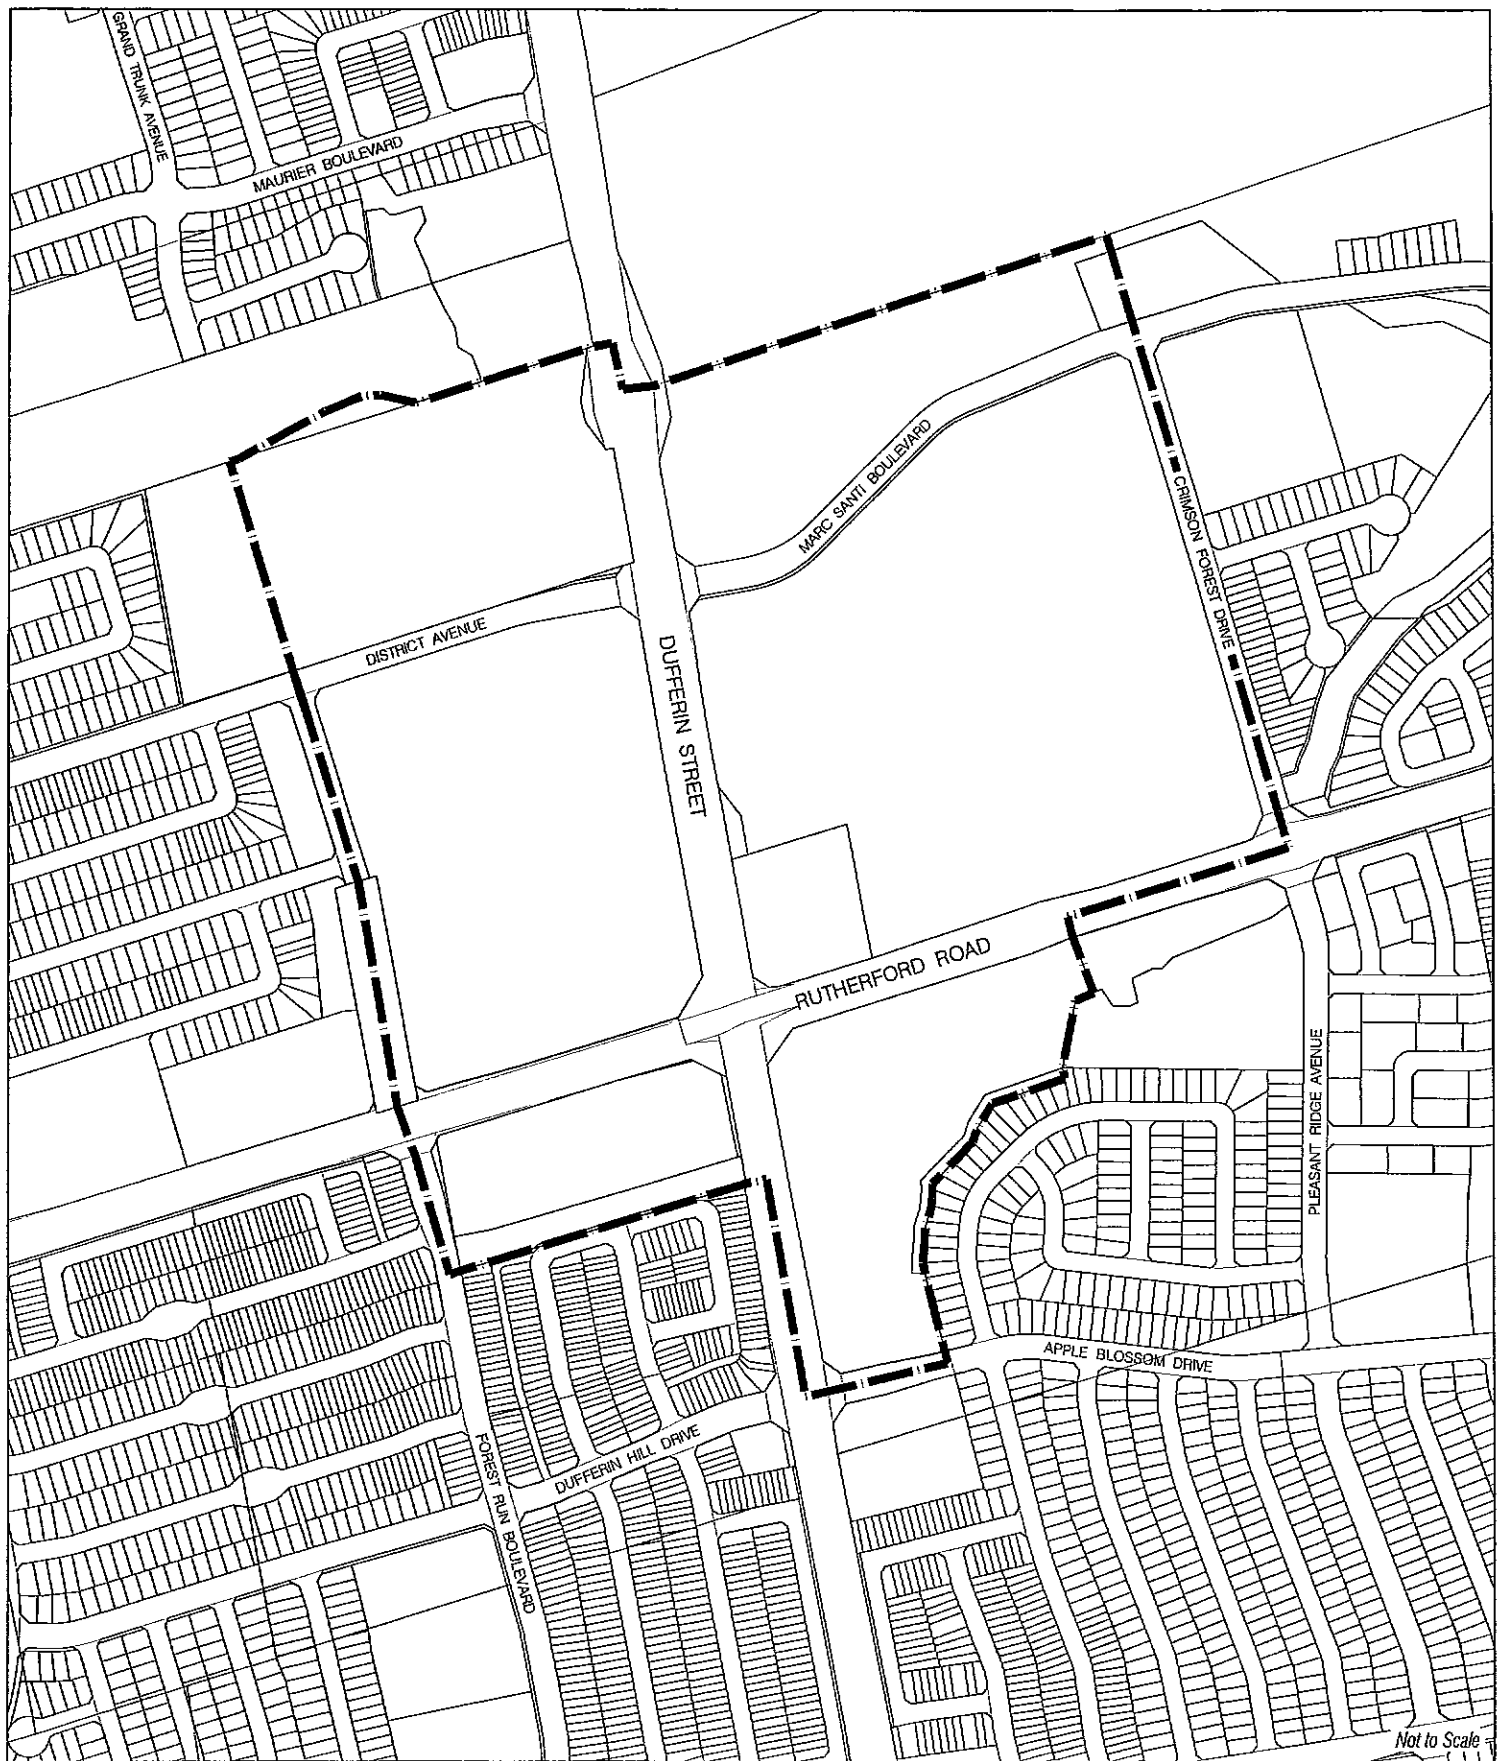 GRAND TRUNK AVENUE
MAURIER BOULEVARD
MARC SANTI BOULEVARD
CRIMSON FOREST DRIVE
DISTRICT AVENUE
DUFFERIN STREET
RUTHERFORD ROAD
PLEASANT RIDGE AVENUE
APPLE BLOSSOM DRIVE
DUFFERIN HILL DRIVE
FOREST RUN BOULEVARD
Not to Scale